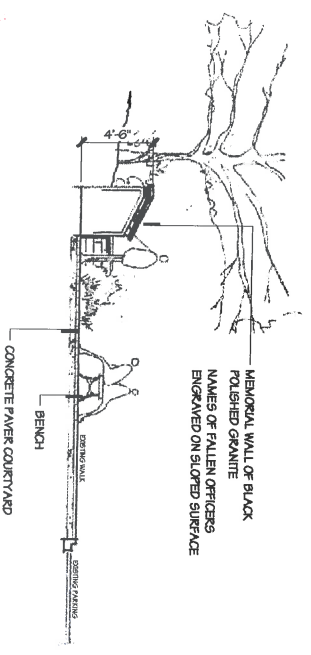 MEMORIAL WALL OF BLACK
POLISHED GRANITE
NAMES OF FALLEN OFFICERS
ENGRAVED ON SLOPED SURFACE
4'-6"
EXISTING WALK
EXISTING PARKING
BENCH
CONCRETE PAVER COURTYARD